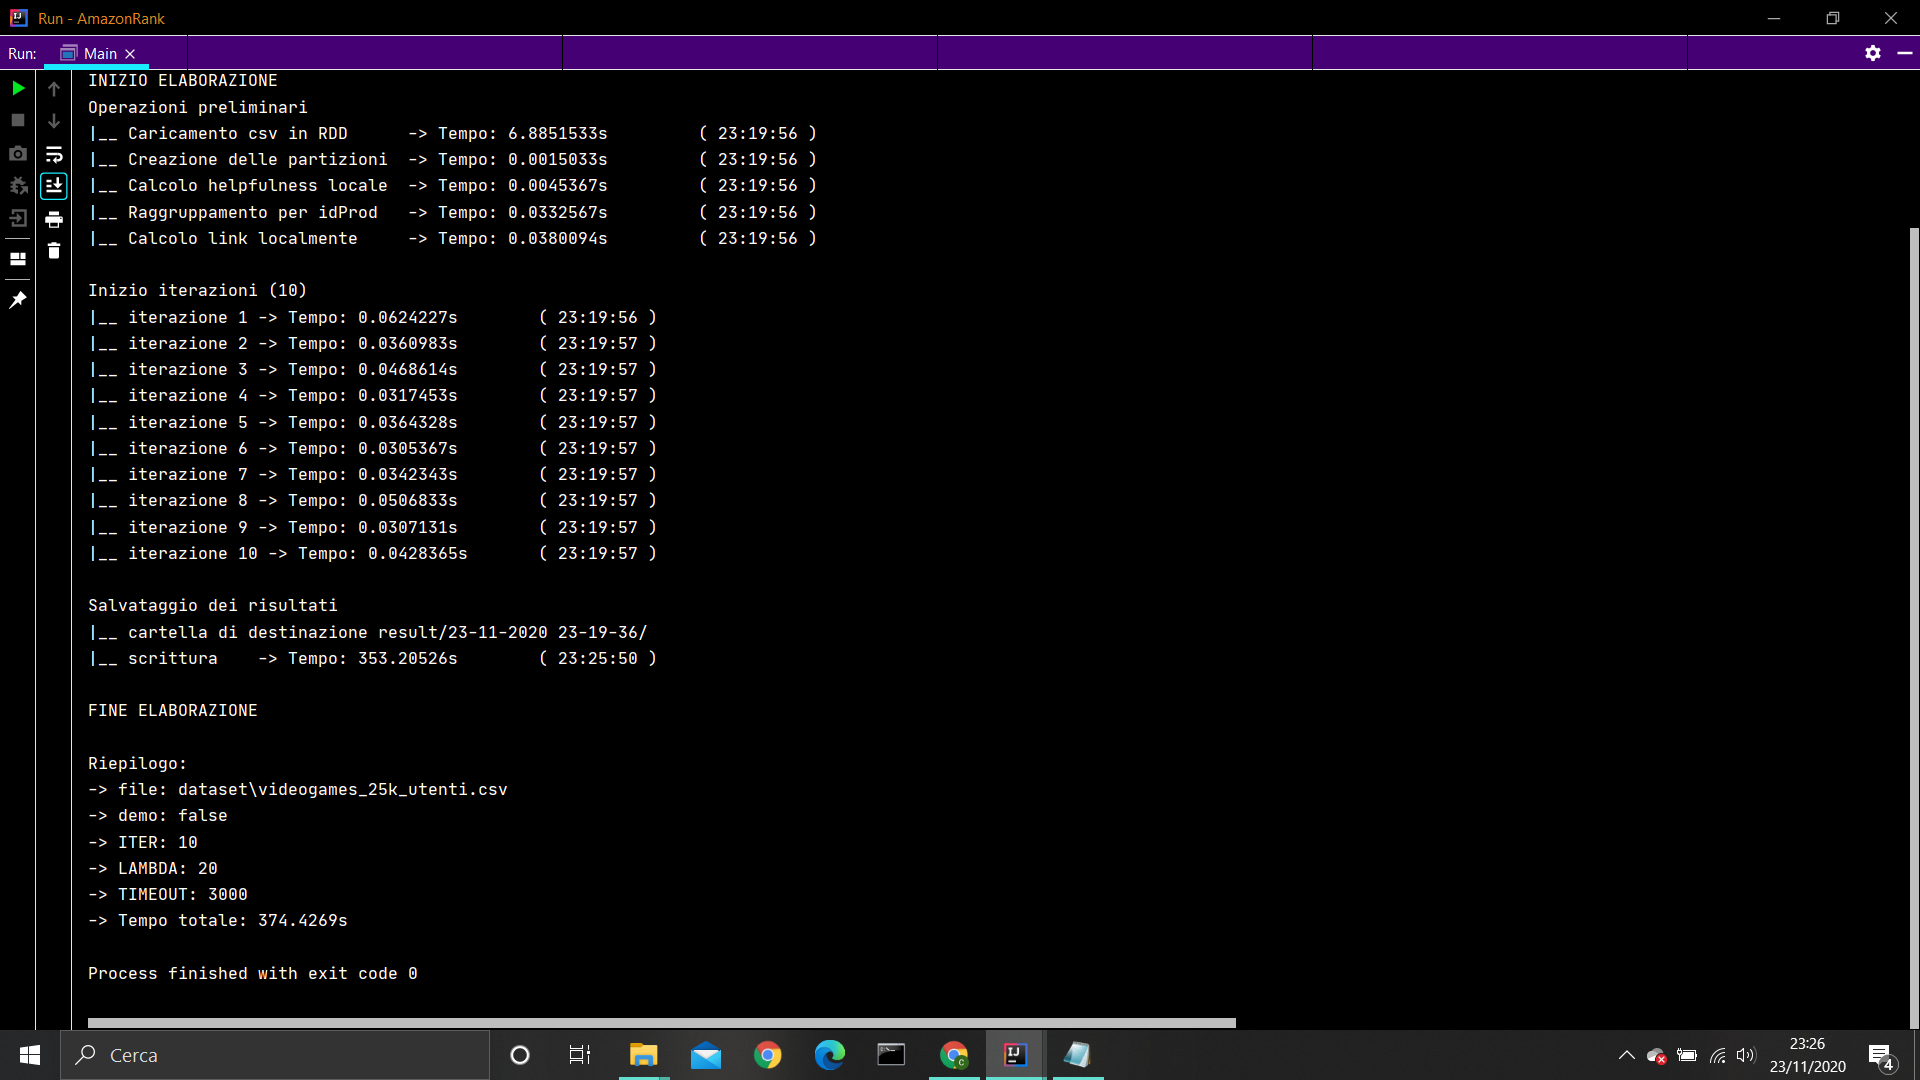 Run - AmazonRank
Run: Main
INIZIO ELABORAZIONE
Operazioni preliminari
|__ Caricamento csv in RDD      -> Tempo: 6.8851533s         ( 23:19:56 )
|__ Creazione delle partizioni  -> Tempo: 0.0015033s         ( 23:19:56 )
|__ Calcolo helpfulness locale  -> Tempo: 0.0045367s         ( 23:19:56 )
|__ Raggruppamento per idProd   -> Tempo: 0.0332567s         ( 23:19:56 )
|__ Calcolo link localmente     -> Tempo: 0.0380094s         ( 23:19:56 )
Inizio iterazioni (10)
|__ iterazione 1 -> Tempo: 0.0624227s        ( 23:19:56 )
|__ iterazione 2 -> Tempo: 0.0360983s        ( 23:19:57 )
|__ iterazione 3 -> Tempo: 0.0468614s        ( 23:19:57 )
|__ iterazione 4 -> Tempo: 0.0317453s        ( 23:19:57 )
|__ iterazione 5 -> Tempo: 0.0364328s        ( 23:19:57 )
|__ iterazione 6 -> Tempo: 0.0305367s        ( 23:19:57 )
|__ iterazione 7 -> Tempo: 0.0342343s        ( 23:19:57 )
|__ iterazione 8 -> Tempo: 0.0506833s        ( 23:19:57 )
|__ iterazione 9 -> Tempo: 0.0307131s        ( 23:19:57 )
|__ iterazione 10 -> Tempo: 0.0428365s       ( 23:19:57 )
Salvataggio dei risultati
|__ cartella di destinazione result/23-11-2020 23-19-36/
|__ scrittura    -> Tempo: 353.20526s        ( 23:25:50 )
FINE ELABORAZIONE
Riepilogo:
-> file: dataset\videogames_25k_utenti.csv
-> demo: false
-> ITER: 10
-> LAMBDA: 20
-> TIMEOUT: 3000
-> Tempo totale: 374.4269s
Process finished with exit code 0
Cerca
23:26
23/11/2020
4